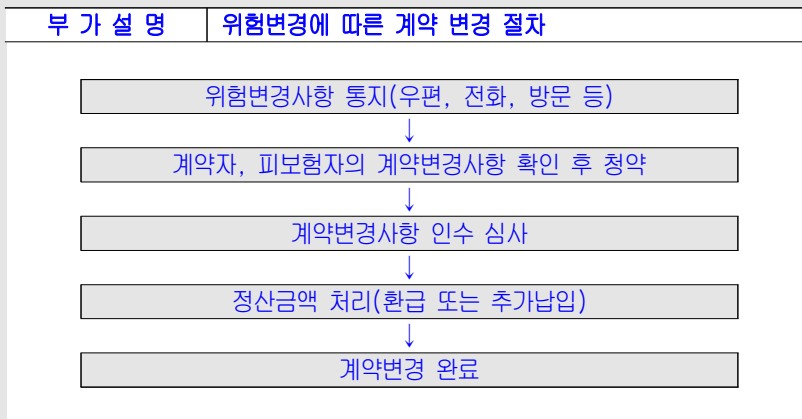 부 가 설 명 위험변경에 따른 계약 변경 절차
위험변경사항 통지(우편, 전화, 방문 등)
↓
계약자, 피보험자의 계약변경사항 확인 후 청약
↓
계약변경사항 인수 심사
↓
정산금액 처리(환급 또는 추가납입)
↓
계약변경 완료